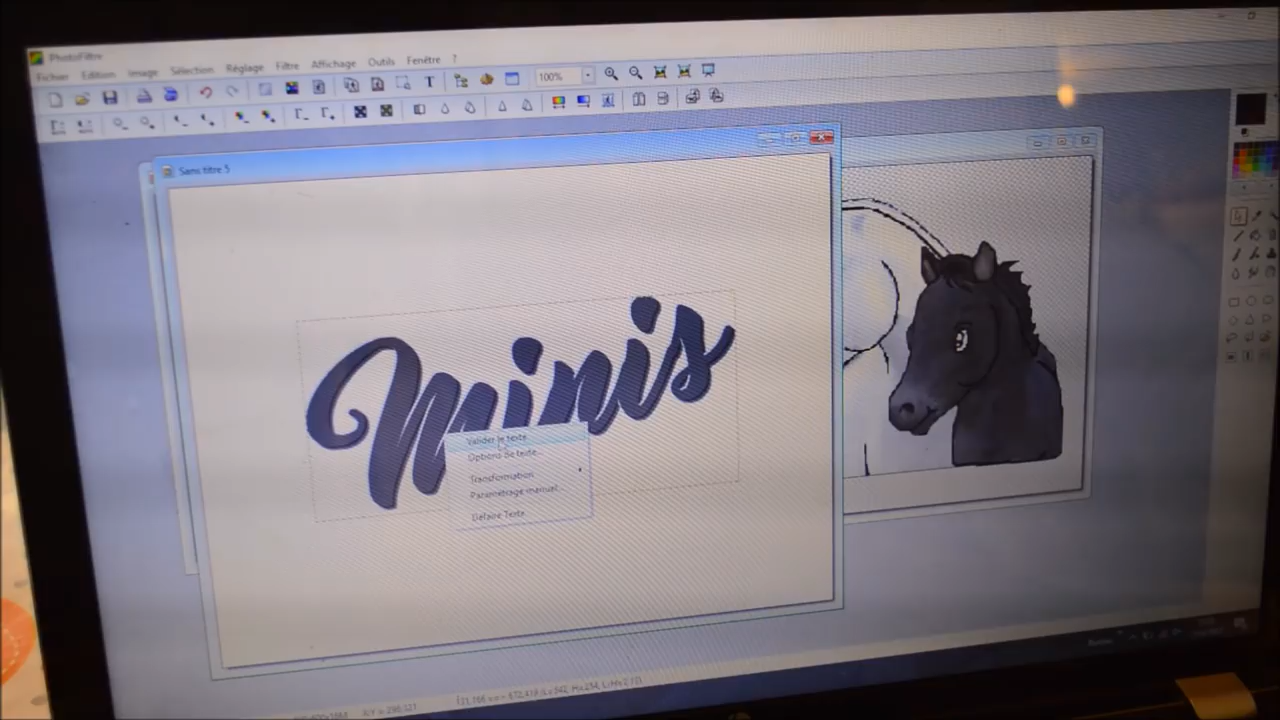 PhotoFiltre
Fichier Edition Image Sélection Réglage Filtre Affichage Outils Fenêtre ?
T
100%
Sans titre 5
Minis
Valider le texte
Options de texte...
Transformation
Paramétrage manuel...
Défaire Texte